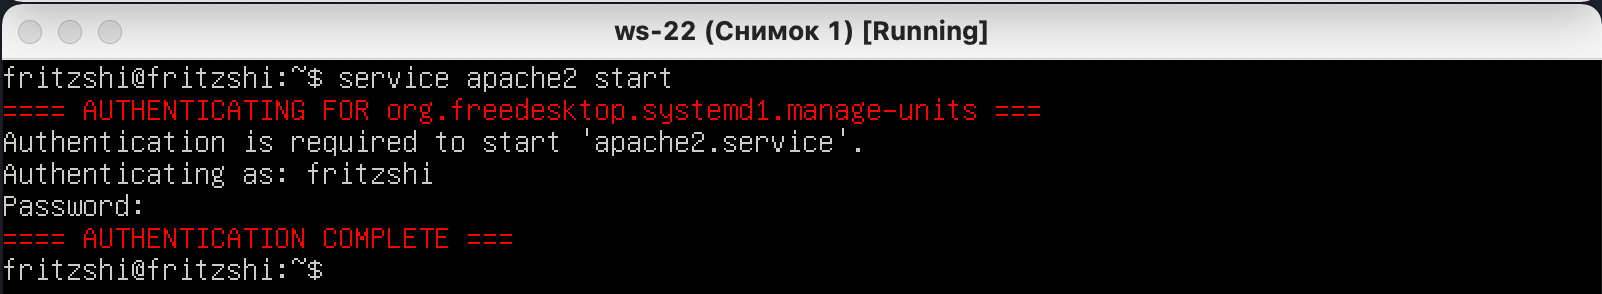 ws-22 (Снимок 1) [Running]
fritzshi@fritzshi:~$ service apache2 start
==== AUTHENTICATING FOR org.freedesktop.systemd1.manage-units ===
Authentication is required to start 'apache2.service'.
Authenticating as: fritzshi
Password:
==== AUTHENTICATION COMPLETE ===
fritzshi@fritzshi:~$